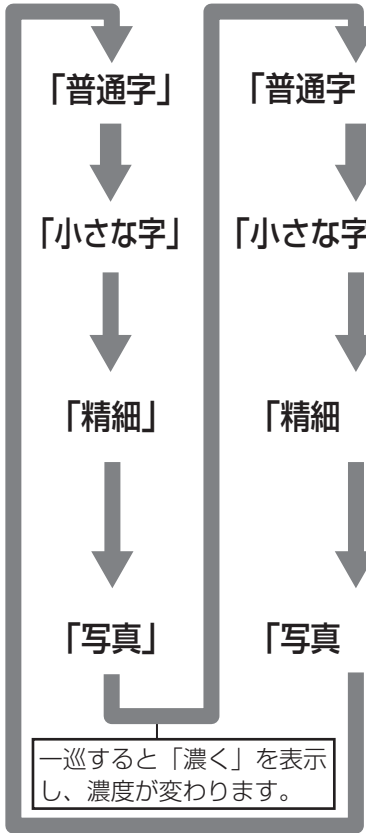 「普通字」
「小さな字」
「精細」
「写真」
一巡すると「濃く」を表示
し、濃度が変わります。
「普通字
「小さな字
「精細
「写真